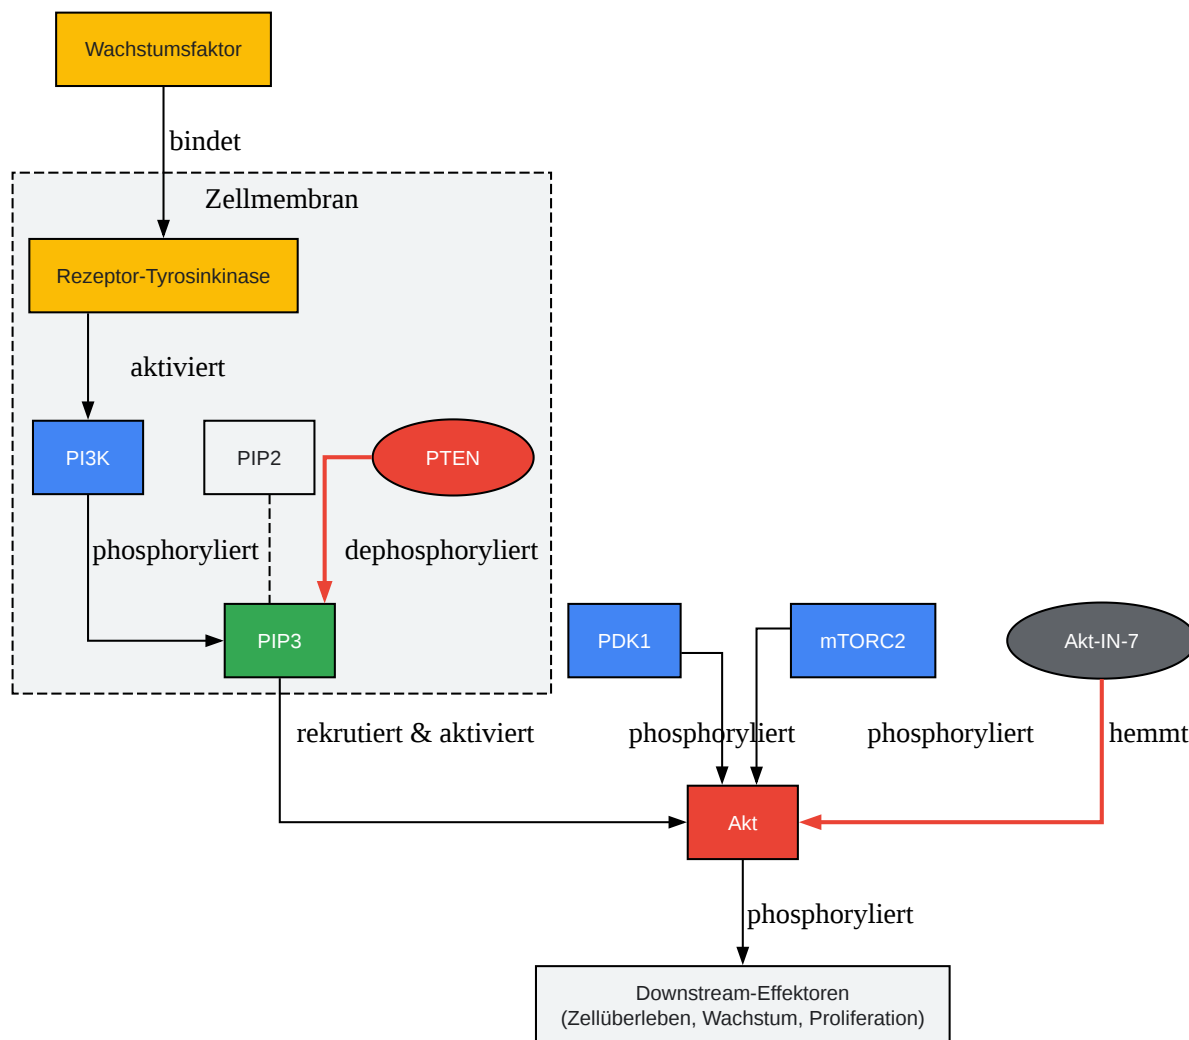 Wachstumsfaktor
bindet
Zellmembran
Rezeptor-Tyrosinkinase
aktiviert
PI3K
PIP2
PTEN
phosphoryliert
dephosphoryliert
PIP3
PDK1
mTORC2
Akt-IN-7
rekrutiert & aktiviert
phosphoryliert
phosphoryliert
hemmt
Akt
phosphoryliert
Downstream-Effektoren
(Zellüberleben, Wachstum, Proliferation)